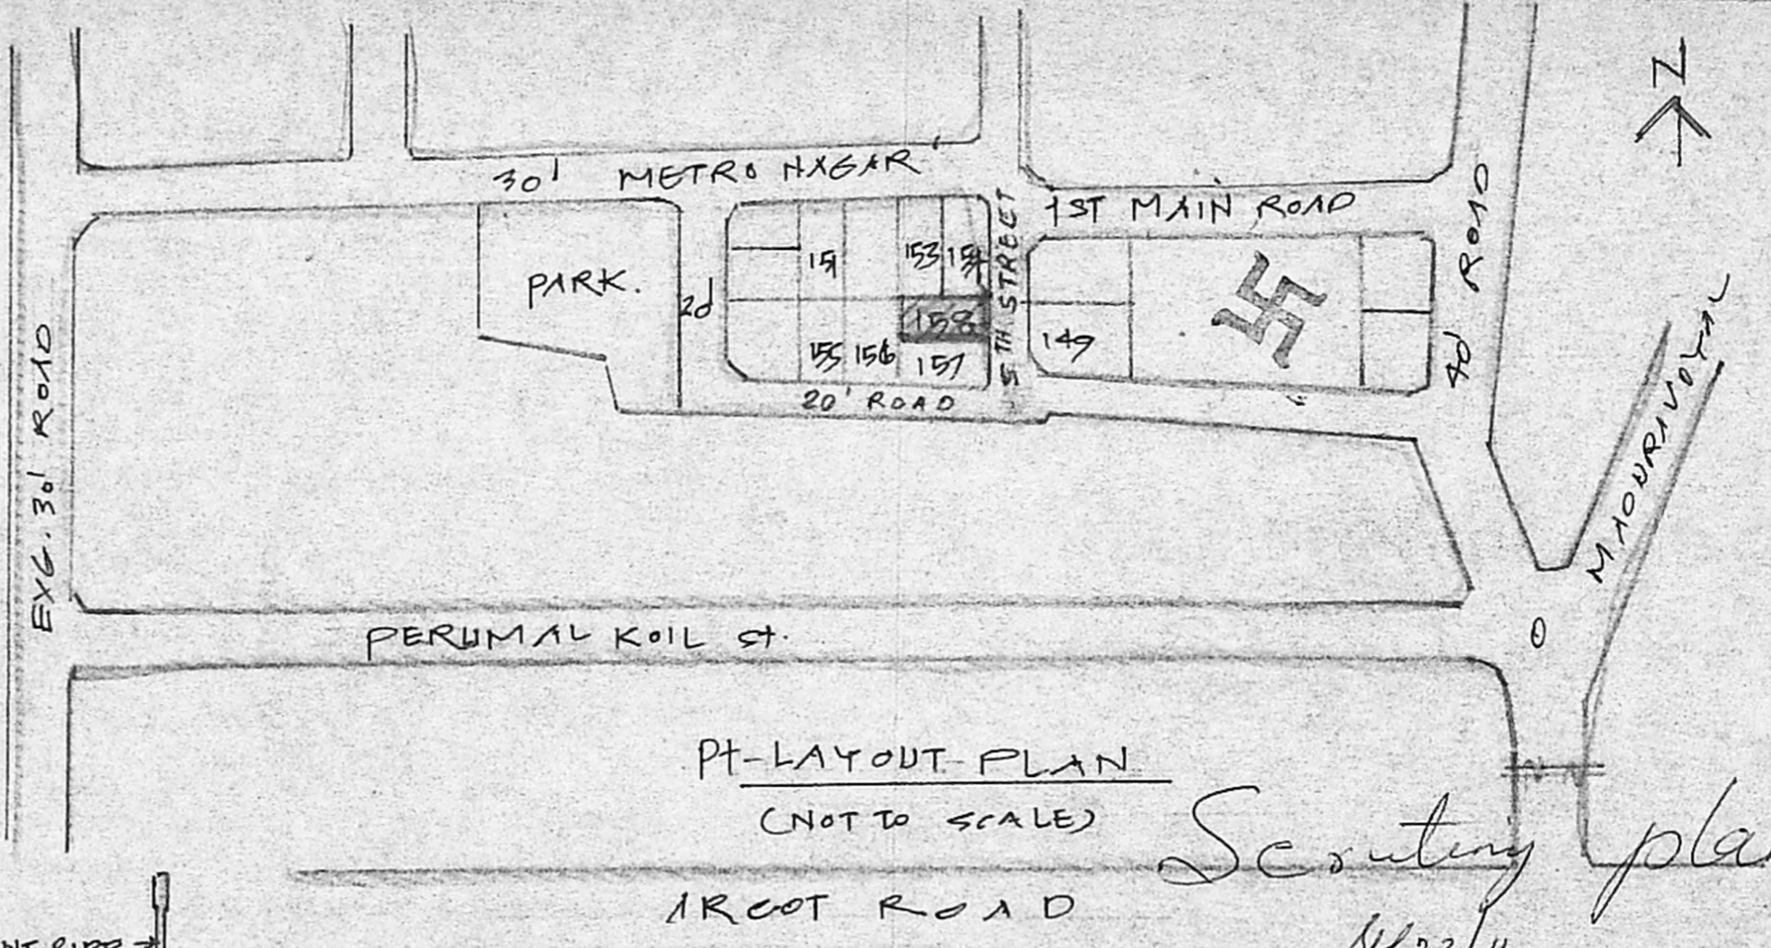 N
30' METRO NAGAR
1ST MAIN ROAD
5TH STREET
40' ROAD
PARK.
20'
151
153
154
158
155
156
157
149
20' ROAD
EXG. 30' ROAD
MADURAVOYAL
PERUMAL KOIL St.
Pt-LAYOUT PLAN
(NOT TO SCALE)
Scrutiny pla
ARCOT ROAD